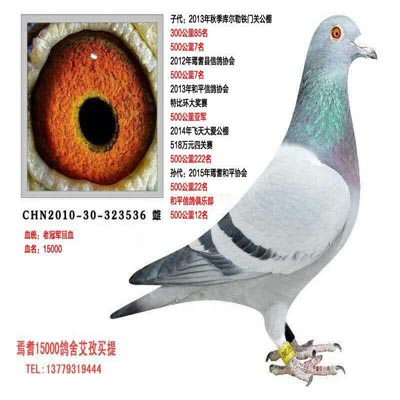 子代：2013年秋季库尔勒铁门关公棚
300公里85名
500公里7名
2012年焉耆县信鸽协会
500公里7名
2013年和平信鸽协会
特比环大奖赛
500公里亚军
2014年飞天大爱公棚
518万元四关赛
500公里222名
孙代：2015年焉耆和平协会
500公里22名
和平信鸽俱乐部
500公里12名
CHN2010-30-323536 雌
血统：老冠军回血
血名：15000
焉耆15000鸽舍艾孜买提
TEL:13779319444